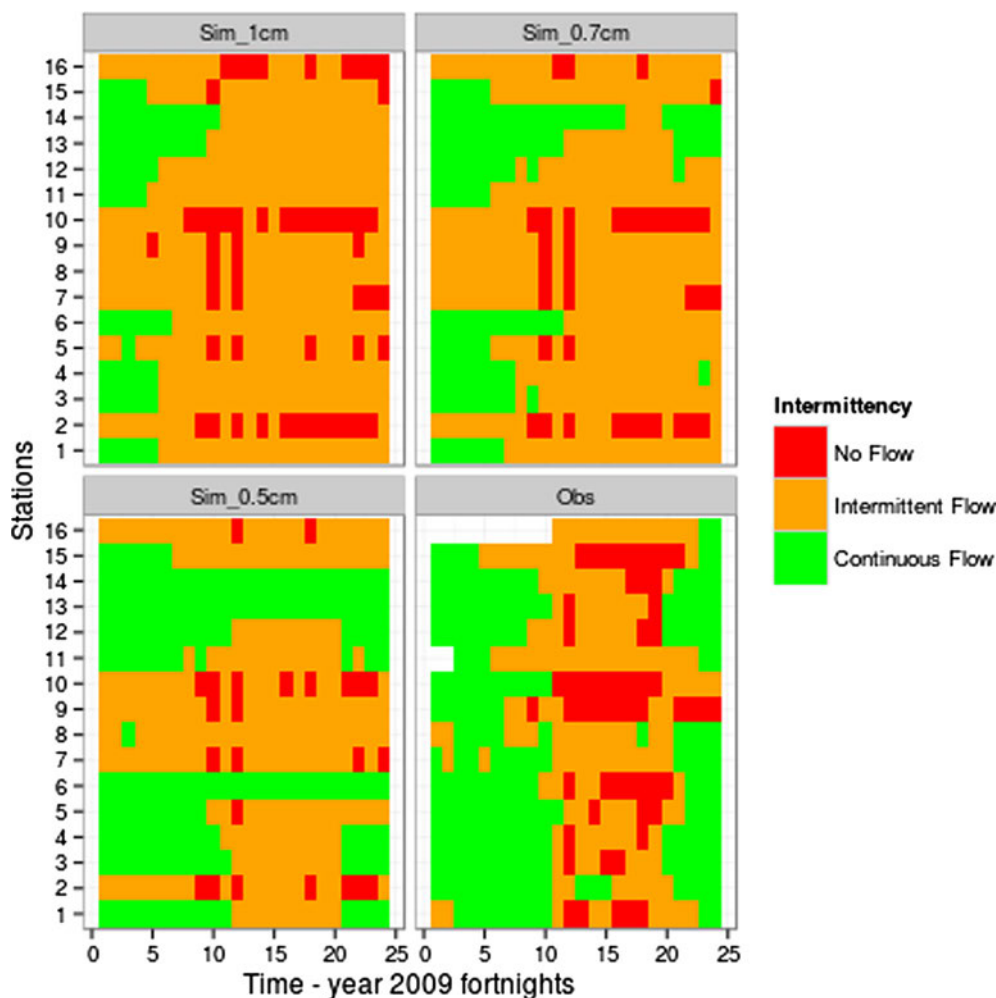 Sim_1cm
Sim_0.7cm
16
15
14
13
12
11
10
9
8
7
6
5
4
3
2
1
Sim_0.5cm
Obs
16
15
14
13
12
11
10
9
8
7
6
5
4
3
2
1
Stations
0 5 10 15 20 25
0 5 10 15 20 25
Time - year 2009 fortnights
Intermittency
No Flow
Intermittent Flow
Continuous Flow